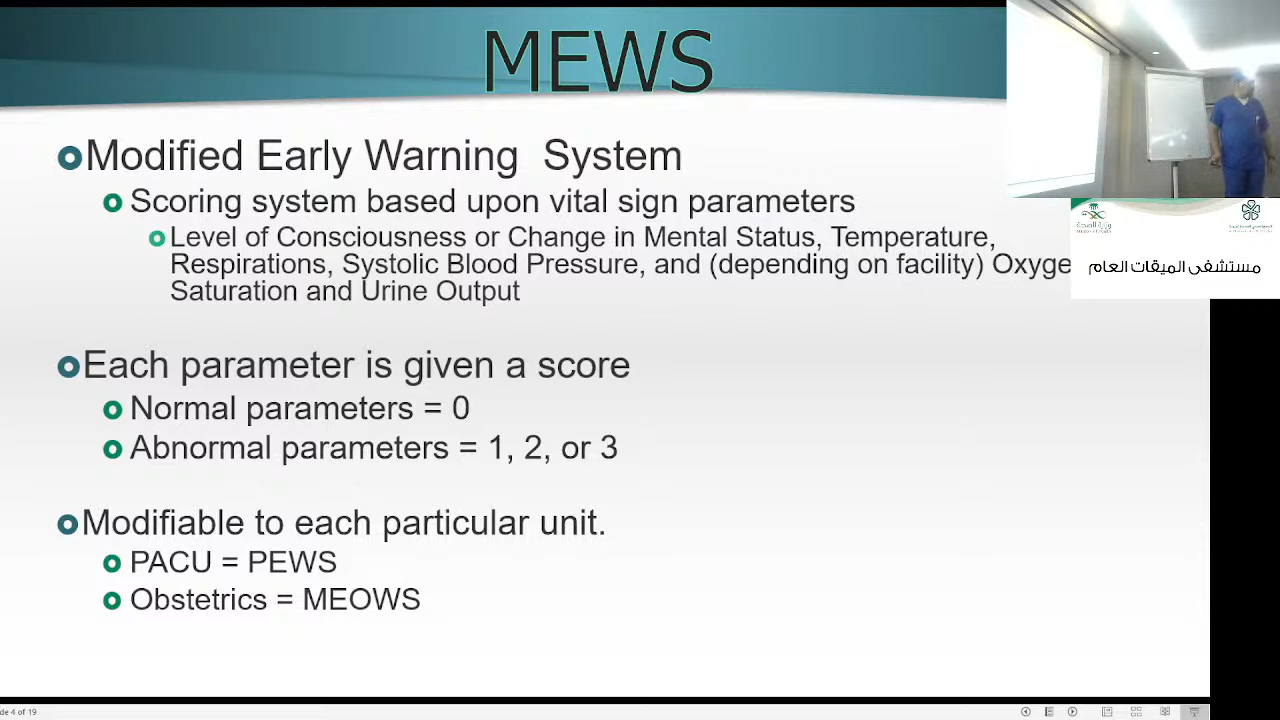 MEWS
Modified Early Warning System
Scoring system based upon vital sign parameters
Level of Consciousness or Change in Mental Status, Temperature,
Respirations, Systolic Blood Pressure, and (depending on facility) Oxyge
Saturation and Urine Output
Each parameter is given a score
Normal parameters = 0
Abnormal parameters = 1, 2, or 3
Modifiable to each particular unit.
PACU = PEWS
Obstetrics = MEOWS
وزارة الصحة
مستشفى الميقات العام
de 4 of 19